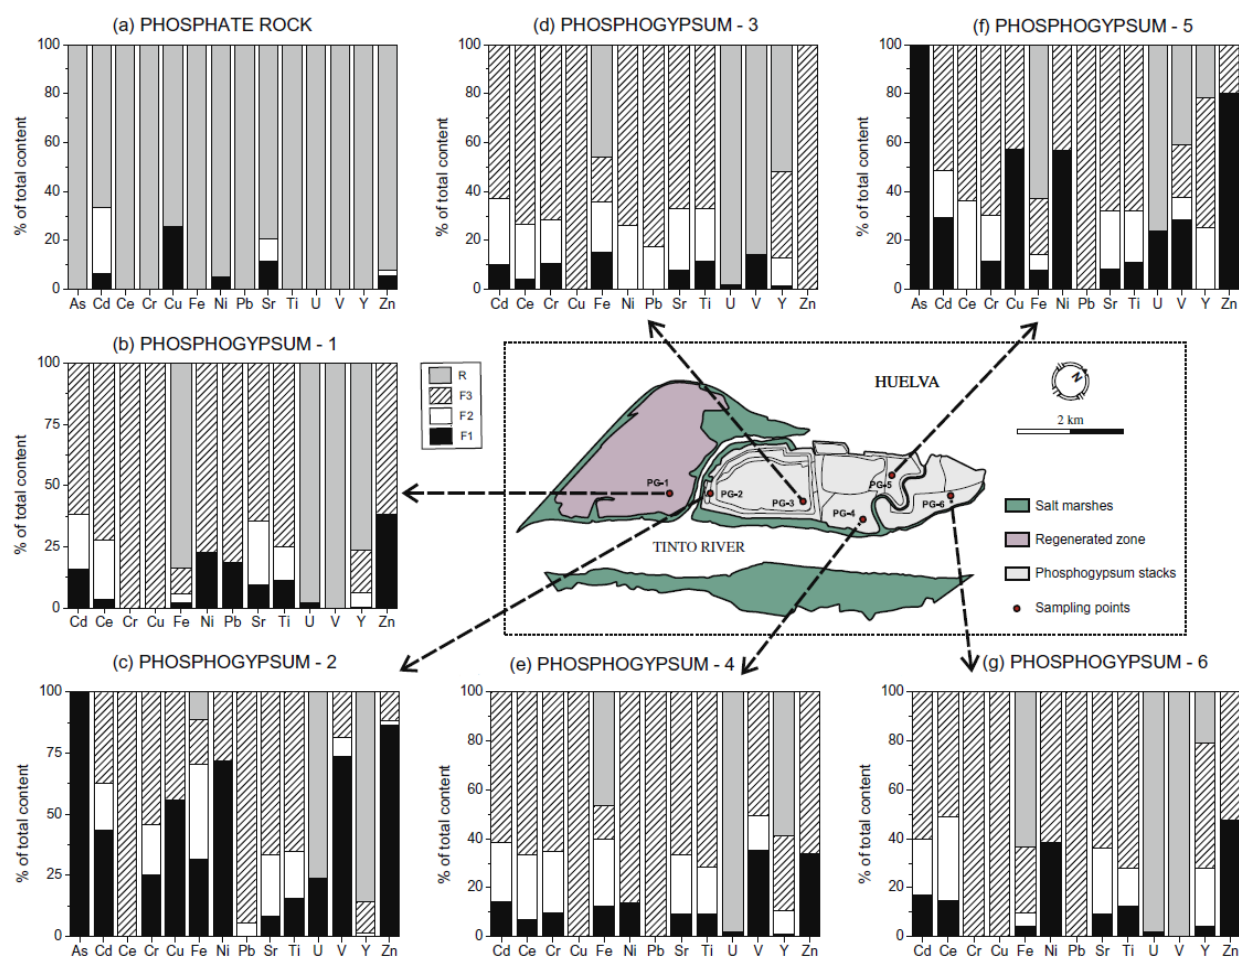 (a) PHOSPHATE ROCK
% of total content
100
80
60
40
20
0
As Cd Ce Cr Cu Fe Ni Pb Sr Ti U V Y Zn
(d) PHOSPHOGYPSUM - 3
% of total content
100
80
60
40
20
0
Cd Ce Cr Cu Fe Ni Pb Sr Ti U V Y Zn
(f) PHOSPHOGYPSUM - 5
% of total content
100
80
60
40
20
0
As Cd Ce Cr Cu Fe Ni Pb Sr Ti U V Y Zn
(b) PHOSPHOGYPSUM - 1
% of total content
100
75
50
25
0
Cd Ce Cr Cu Fe Ni Pb Sr Ti U V Y Zn
R
F3
F2
F1
HUELVA
N
2 km
PG-1
PG-2
PG-3
PG-4
PG-5
PG-6
TINTO RIVER
Salt marshes
Regenerated zone
Phosphogypsum stacks
Sampling points
(c) PHOSPHOGYPSUM - 2
% of total content
100
75
50
25
0
As Cd Ce Cr Cu Fe Ni Pb Sr Ti U V Y Zn
(e) PHOSPHOGYPSUM - 4
% of total content
100
80
60
40
20
0
Cd Ce Cr Cu Fe Ni Pb Sr Ti U V Y Zn
(g) PHOSPHOGYPSUM - 6
% of total content
100
80
60
40
20
0
Cd Ce Cr Cu Fe Ni Pb Sr Ti U V Y Zn